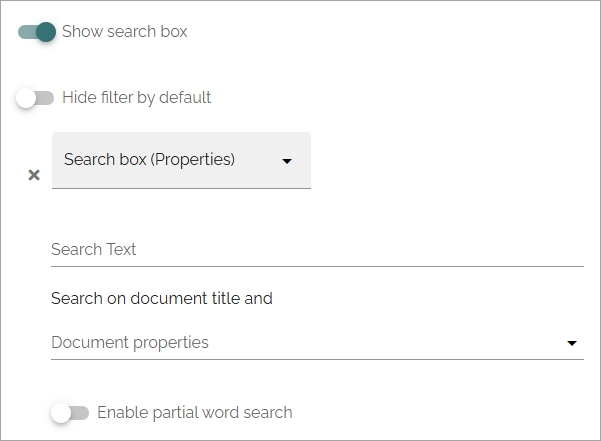 Show search box
Hide filter by default
Search box (Properties)
Search Text
Search on document title and
Document properties
Enable partial word search